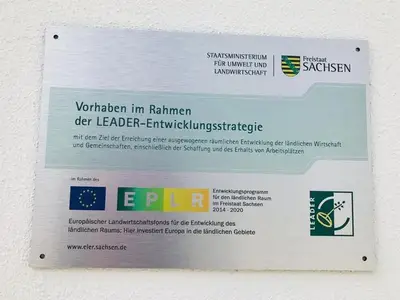 STAATSMINISTERIUM
FÜR UMWELT UND
LANDWIRTSCHAFT
Freistaat
SACHSEN
Vorhaben im Rahmen
der LEADER-Entwicklungsstrategie
mit dem Ziel der Erreichung einer ausgewogenen räumlichen Entwicklung der ländlichen Wirtschaft
und Gemeinschaften, einschließlich der Schaffung und des Erhalts von Arbeitsplätzen
im Rahmen des
EPLR
Entwicklungsprogramm
für den ländlichen Raum
im Freistaat Sachsen
2014 - 2020
LEADER
Europäischer Landwirtschaftsfonds für die Entwicklung des
ländlichen Raums: Hier investiert Europa in die ländlichen Gebiete
www.eler.sachsen.de